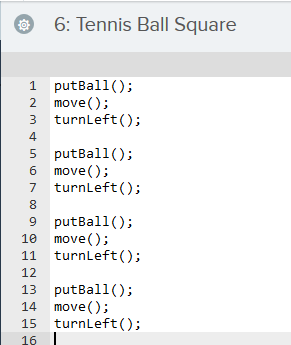 6: Tennis Ball Square
1 putBall();
2 move();
3 turnLeft();
4
5 putBall();
6 move();
7 turnLeft();
8
9 putBall();
10 move();
11 turnLeft();
12
13 putBall();
14 move();
15 turnLeft();
16